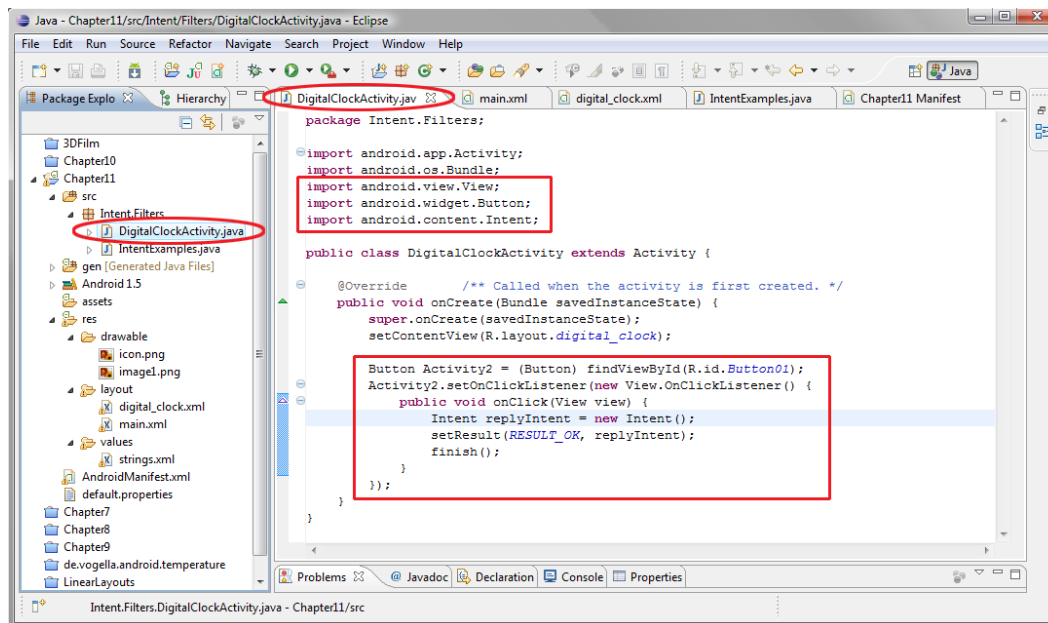 Java - Chapter11/src/Intent/Filters/DigitalClockActivity.java - Eclipse
File Edit Run Source Refactor Navigate Search Project Window Help
Java
Package Explo Hierarchy
DigitalClockActivity.jav main.xml digital_clock.xml IntentExamples.java Chapter11 Manifest
3DFilm
Chapter10
Chapter11
src
Intent.Filters
DigitalClockActivity.java
IntentExamples.java
gen [Generated Java Files]
Android 1.5
assets
res
drawable
icon.png
image1.png
layout
digital_clock.xml
main.xml
values
strings.xml
AndroidManifest.xml
default.properties
Chapter7
Chapter8
Chapter9
de.vogella.android.temperature
LinearLayouts
package Intent.Filters;
import android.app.Activity;
import android.os.Bundle;
import android.view.View;
import android.widget.Button;
import android.content.Intent;
public class DigitalClockActivity extends Activity {
@Override /** Called when the activity is first created. */
public void onCreate(Bundle savedInstanceState) {
super.onCreate(savedInstanceState);
setContentView(R.layout.digital_clock);
Button Activity2 = (Button) findViewById(R.id.Button01);
Activity2.setOnClickListener(new View.OnClickListener() {
public void onClick(View view) {
Intent replyIntent = new Intent();
setResult(RESULT_OK, replyIntent);
finish();
}
});
}
}
Problems @ Javadoc Declaration Console Properties
Intent.Filters.DigitalClockActivity.java - Chapter11/src